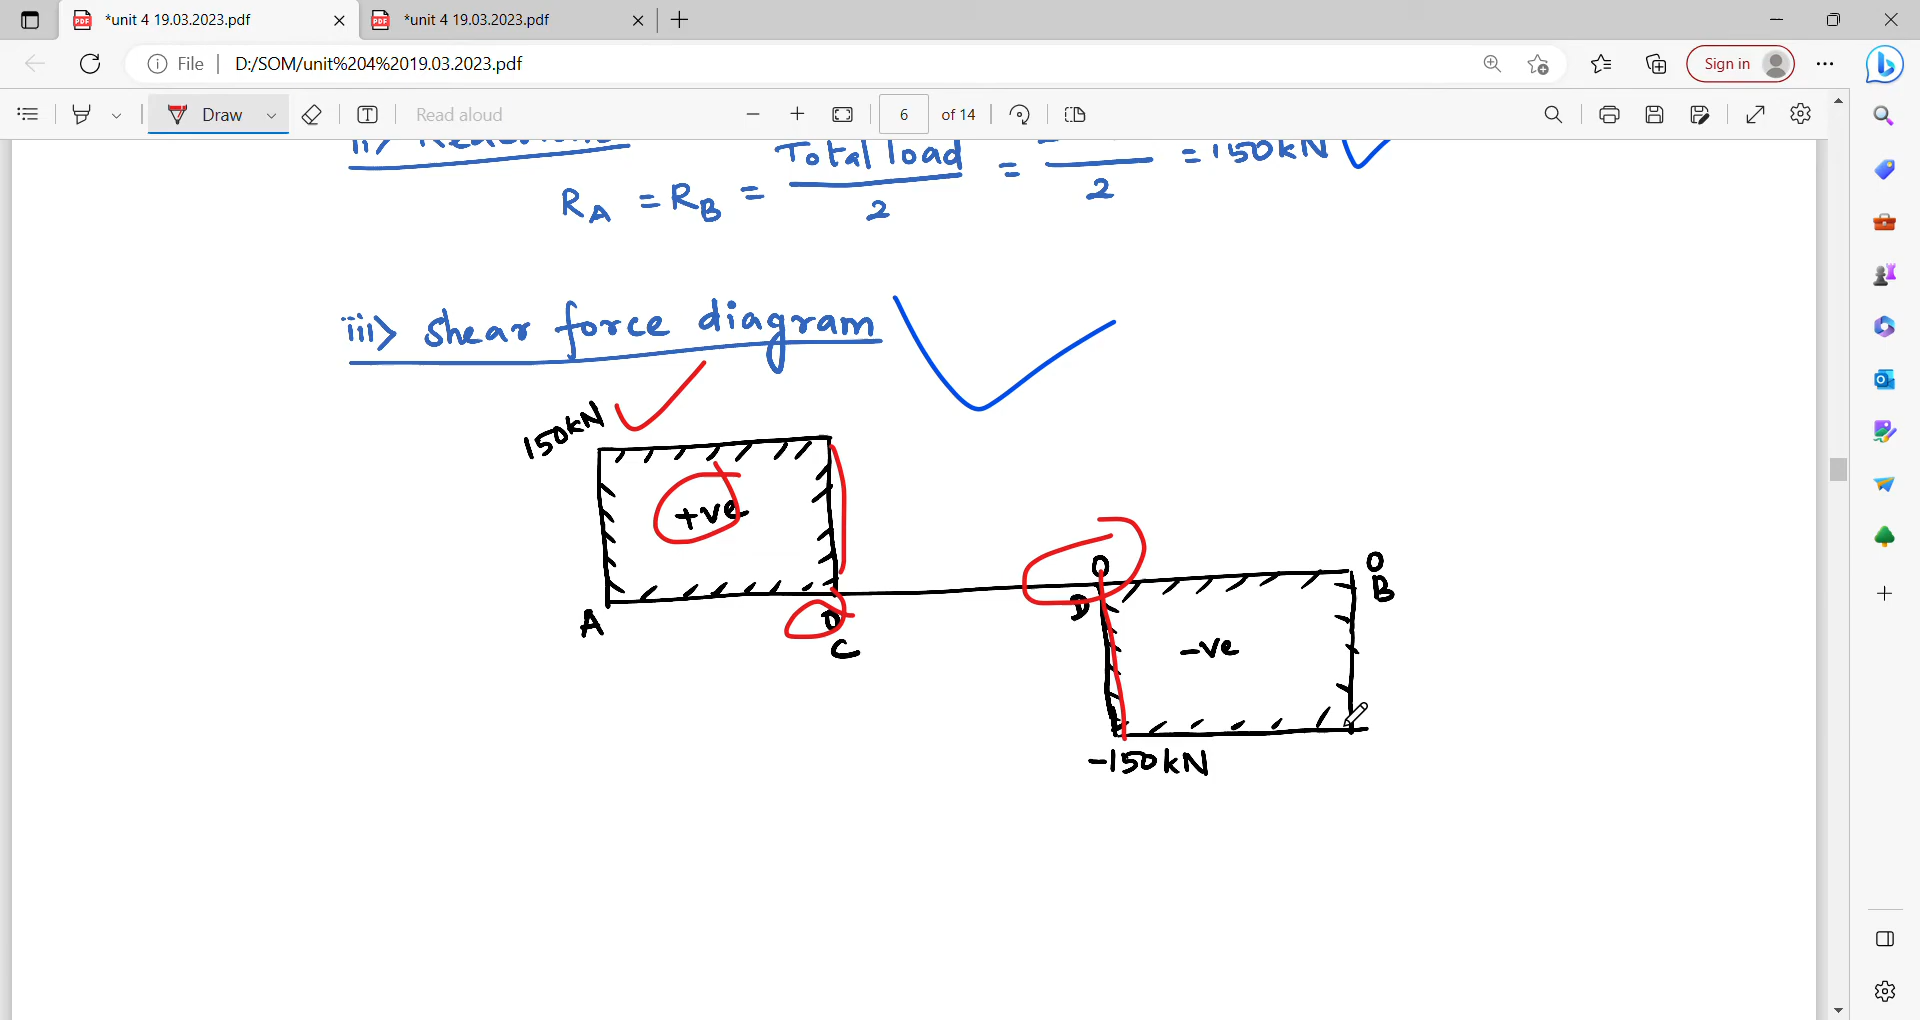 *unit 4 19.03.2023.pdf
*unit 4 19.03.2023.pdf
File
D:/SOM/unit%204%2019.03.2023.pdf
Sign in
Draw
Read aloud
6 of 14
ii>
RA = RB = Total load / 2 = / 2 = 150kN
iii> shear force diagram
150kN
+ve
A
0
C
0
D
0
B
-ve
-150kN